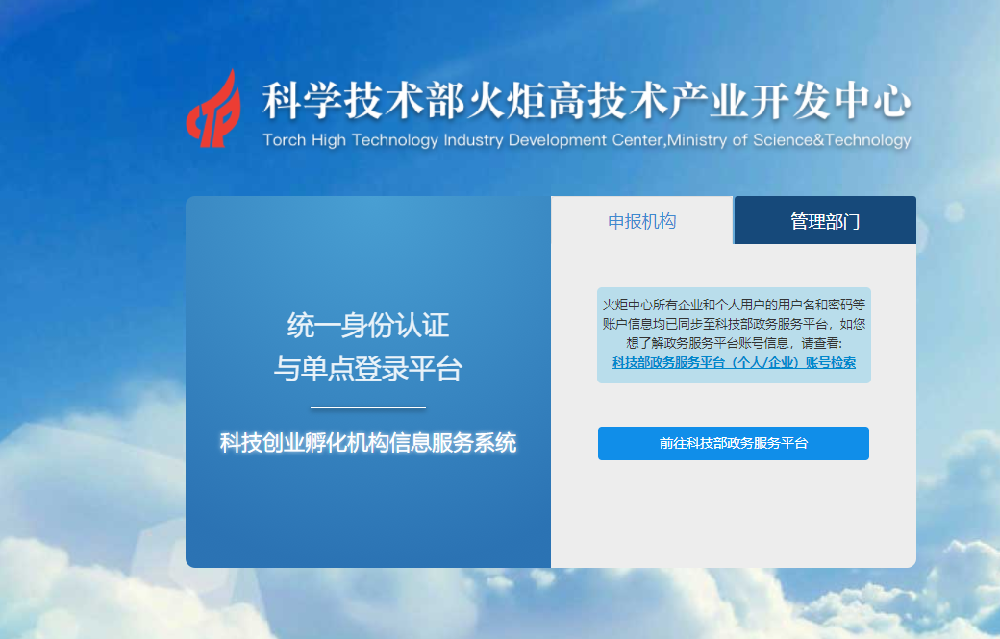 科学技术部火炬高技术产业开发中心
Torch High Technology Industry Development Center,Ministry of Science&Technology
统一身份认证
与单点登录平台
科技创业孵化机构信息服务系统
申报机构
管理部门
火炬中心所有企业和个人用户的用户名和密码等
账户信息均已同步至科技部政务服务平台，如您
想了解政务服务平台账号信息，请查看:
科技部政务服务平台（个人/企业）账号检索
前往科技部政务服务平台